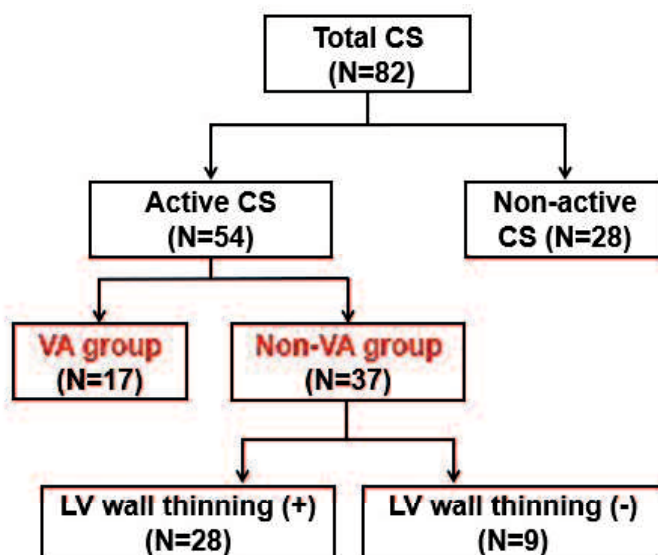 Total CS
(N=82)
Active CS
(N=54)
Non-active
CS (N=28)
VA group
(N=17)
Non-VA group
(N=37)
LV wall thinning (+)
(N=28)
LV wall thinning (-)
(N=9)